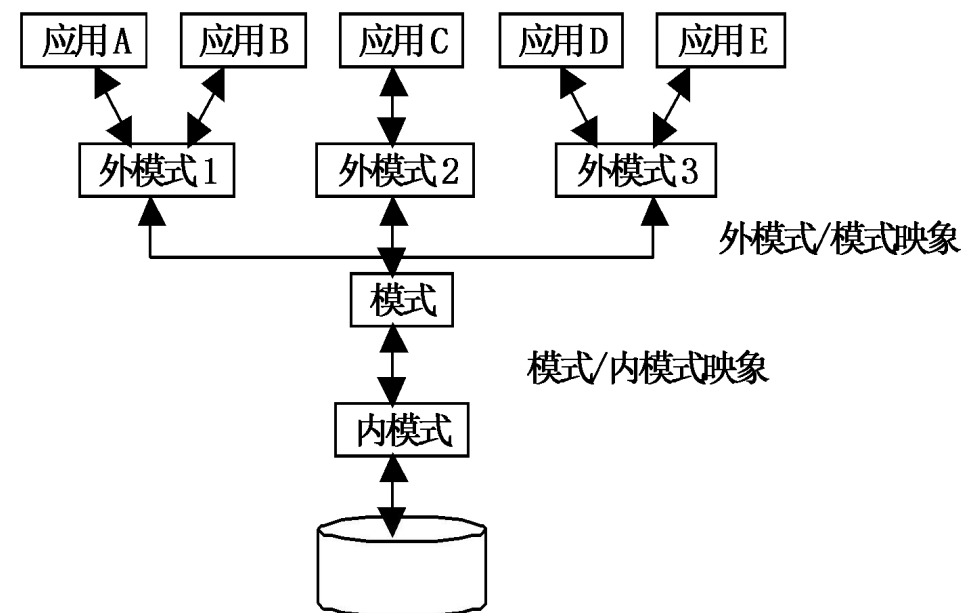 应用A 应用B 应用C 应用D 应用E
外模式1 外模式2 外模式3
外模式/模式映象
模式
模式/内模式映象
内模式